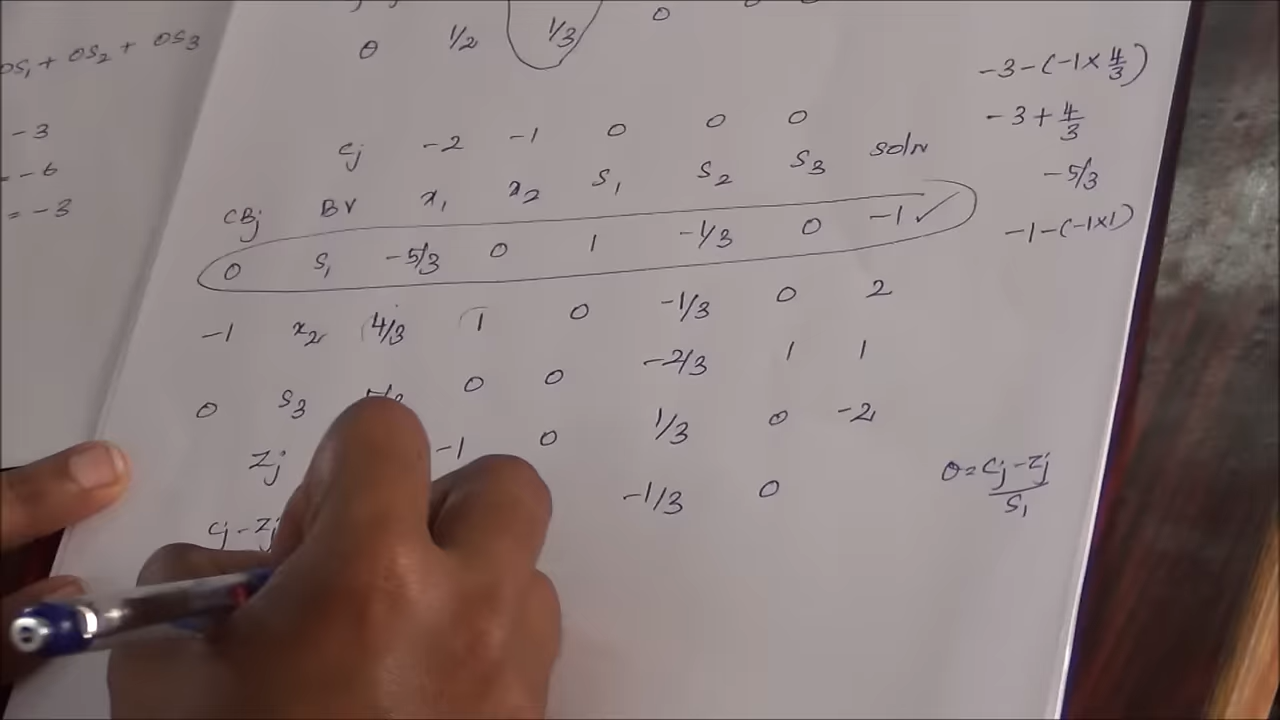 0S₁ + 0S₂ + 0S₃
-3
= -6
= -3
0 1/2 1/3 0
Cj -2 -1 0 0 0
CBj BV x₁ x₂ S₁ S₂ S₃ soln
0 S₁ -5/3 0 1 -1/3 0 -1 ✓
-1 x₂ 4/3 1 0 -1/3 0 2
0 S₃ 0 0 -2/3 1 1
Zj -1 0 1/3 0 -2
Cj - Zj -1/3 0
-3-(-1×4/3)
-3+4/3
-5/3
-1-(-1×1)
θ = Cj-Zj
S₁